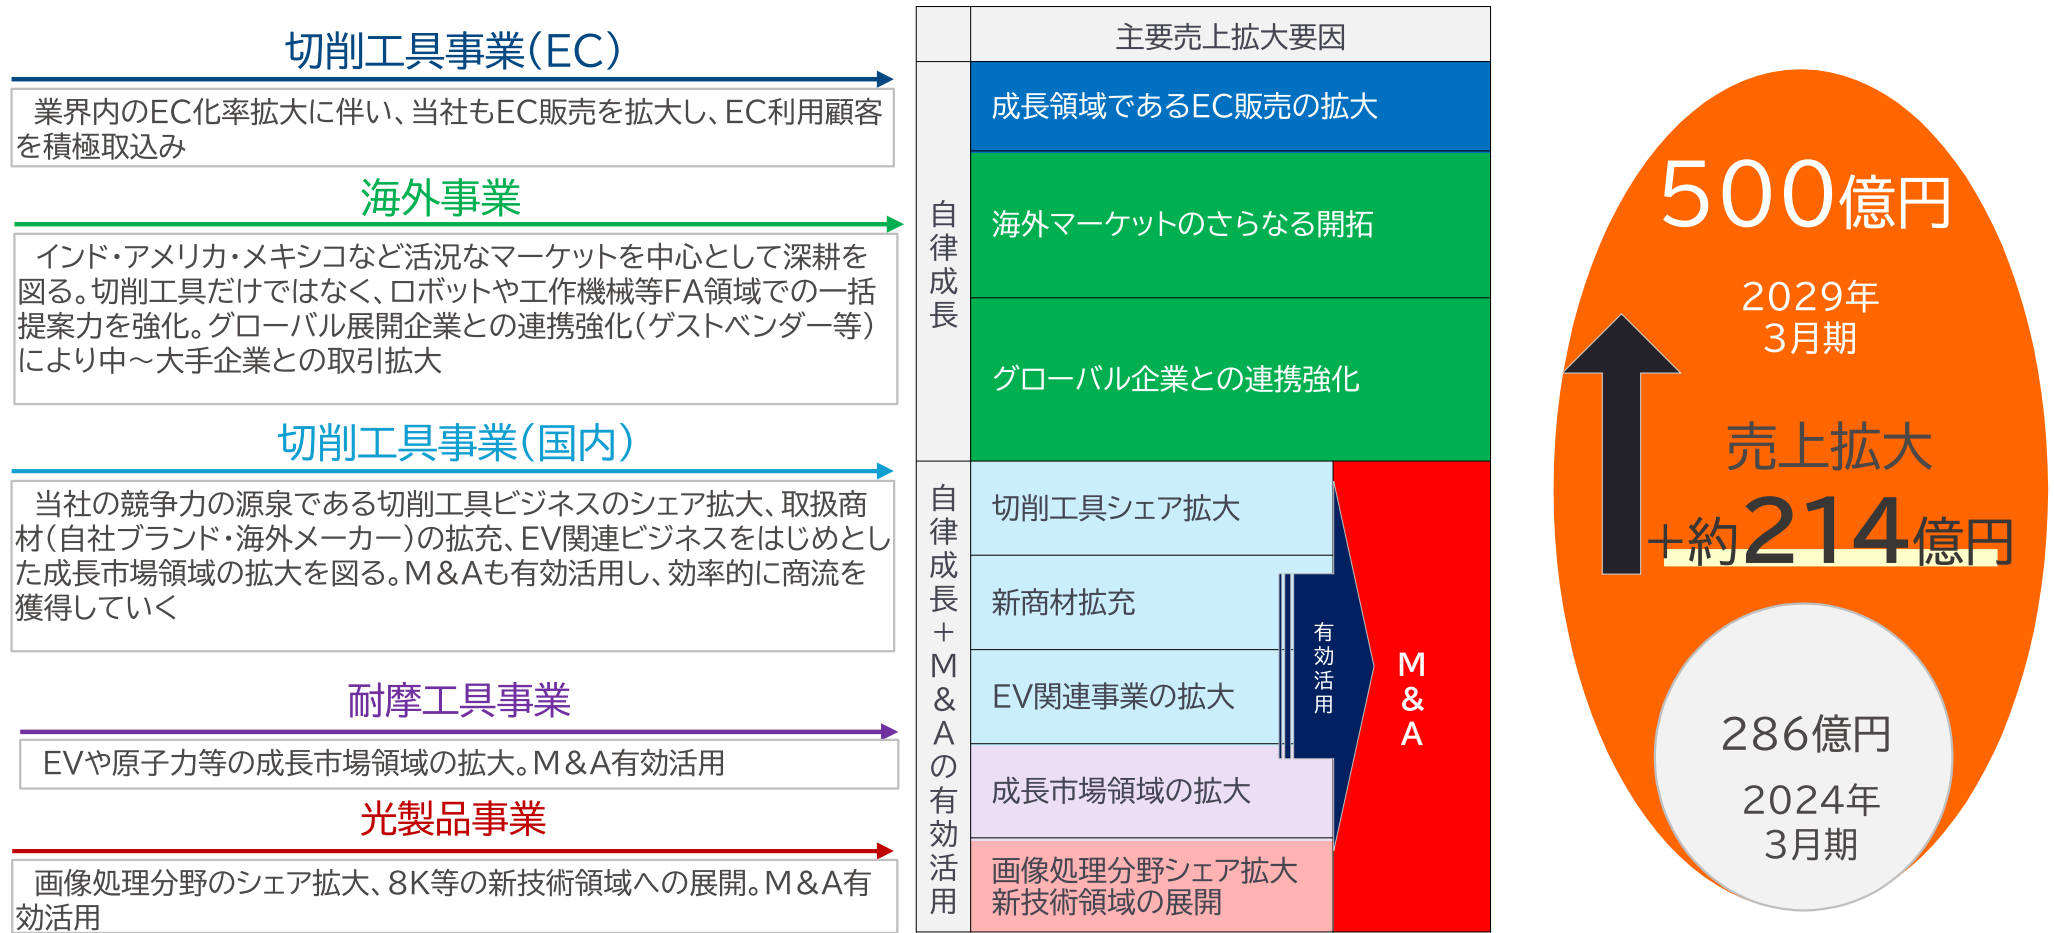 切削工具事業（EC）
業界内のEC化率拡大に伴い、当社もEC販売を拡大し、EC利用顧客
を積極取込み
海外事業
インド・アメリカ・メキシコなど活況なマーケットを中心として深耕を
図る。切削工具だけではなく、ロボットや工作機械等FA領域での一括
提案力を強化。グローバル展開企業との連携強化（ゲストベンダー等）
により中～大手企業との取引拡大
切削工具事業（国内）
当社の競争力の源泉である切削工具ビジネスのシェア拡大、取扱商
材（自社ブランド・海外メーカー）の拡充、EV関連ビジネスをはじめとし
た成長市場領域の拡大を図る。M＆Aも有効活用し、効率的に商流を
獲得していく
耐摩工具事業
EVや原子力等の成長市場領域の拡大。M＆A有効活用
光製品事業
画像処理分野のシェア拡大、8K等の新技術領域への展開。M＆A有
効活用
主要売上拡大要因
自律成長
成長領域であるEC販売の拡大
海外マーケットのさらなる開拓
グローバル企業との連携強化
自律成長＋M＆Aの有効活用
切削工具シェア拡大
新商材拡充
EV関連事業の拡大
成長市場領域の拡大
画像処理分野シェア拡大
新技術領域の展開
有効活用
M＆A
500億円
2029年
3月期
売上拡大
＋約214億円
286億円
2024年
3月期